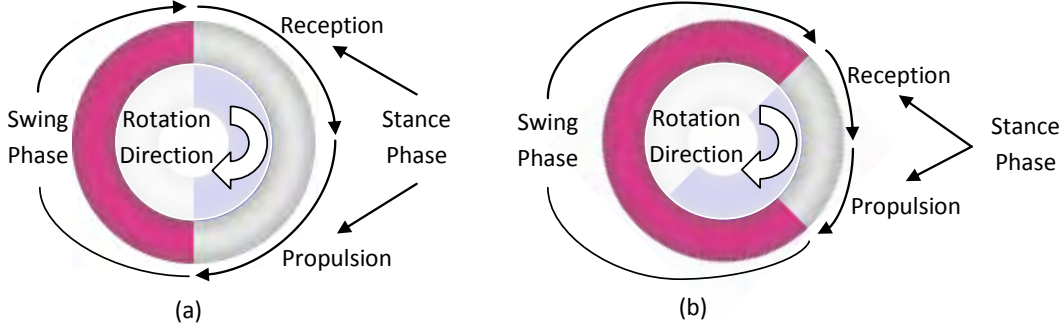 Reception
Swing
Phase
Rotation
Direction
Stance
Phase
Propulsion
(a)
Reception
Swing
Phase
Rotation
Direction
Stance
Phase
Propulsion
(b)